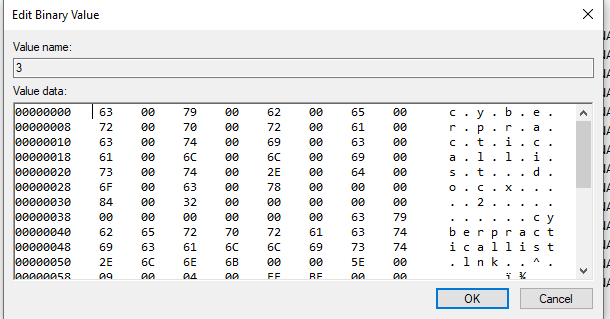 Edit Binary Value
Value name:
3
Value data:
00000000 63 00 79 00 62 00 65 00 c . y . b . e .
00000008 72 00 70 00 72 00 61 00 r . p . r . a .
00000010 63 00 74 00 69 00 63 00 c . t . i . c .
00000018 61 00 6C 00 6C 00 69 00 a . l . l . i .
00000020 73 00 74 00 2E 00 64 00 s . t . . . d .
00000028 6F 00 63 00 78 00 00 00 o . c . x . . .
00000030 84 00 32 00 00 00 00 00 . . 2 . . . . .
00000038 00 00 00 00 00 00 63 79 . . . . . . c y
00000040 62 65 72 70 72 61 63 74 b e r p r a c t
00000048 69 63 61 6C 6C 69 73 74 i c a l l i s t
00000050 2E 6C 6E 6B 00 00 5E 00 . l n k . . ^ .
00000058 09 00 04 00 EF BE 00 00 . . . . ï ¾ . .
OK Cancel